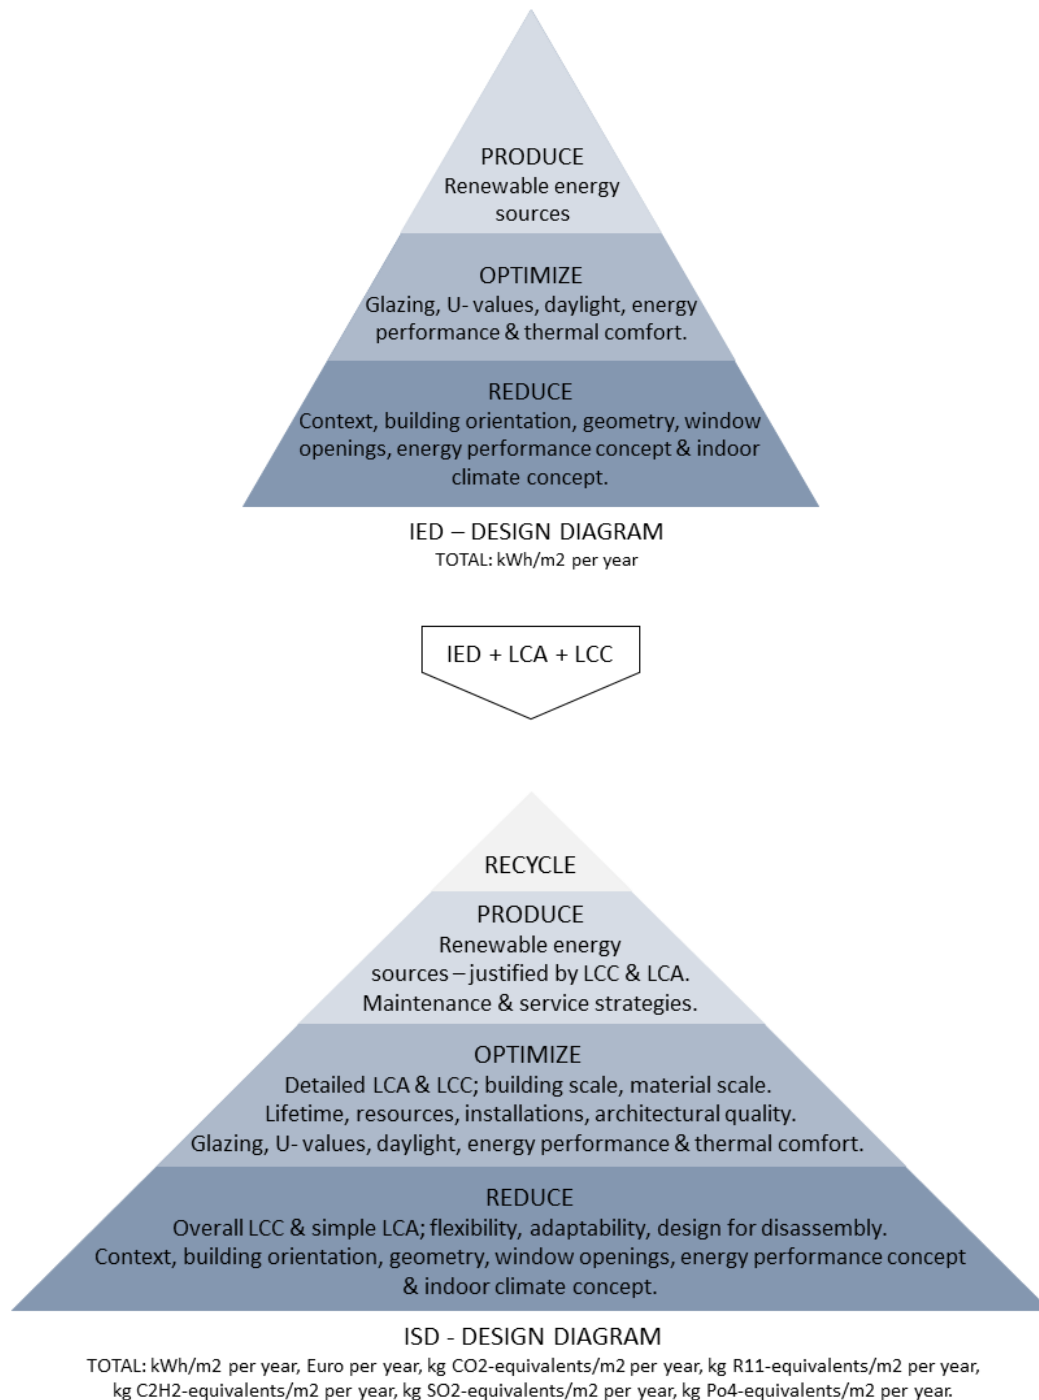 PRODUCE
Renewable energy
sources
OPTIMIZE
Glazing, U- values, daylight, energy
performance & thermal comfort.
REDUCE
Context, building orientation, geometry, window
openings, energy performance concept & indoor
climate concept.
IED – DESIGN DIAGRAM
TOTAL: kWh/m2 per year
IED + LCA + LCC
RECYCLE
PRODUCE
Renewable energy
sources – justified by LCC & LCA.
Maintenance & service strategies.
OPTIMIZE
Detailed LCA & LCC; building scale, material scale.
Lifetime, resources, installations, architectural quality.
Glazing, U- values, daylight, energy performance & thermal comfort.
REDUCE
Overall LCC & simple LCA; flexibility, adaptability, design for disassembly.
Context, building orientation, geometry, window openings, energy performance concept
& indoor climate concept.
ISD - DESIGN DIAGRAM
TOTAL: kWh/m2 per year, Euro per year, kg CO2-equivalents/m2 per year, kg R11-equivalents/m2 per year,
kg C2H2-equivalents/m2 per year, kg SO2-equivalents/m2 per year, kg Po4-equivalents/m2 per year.